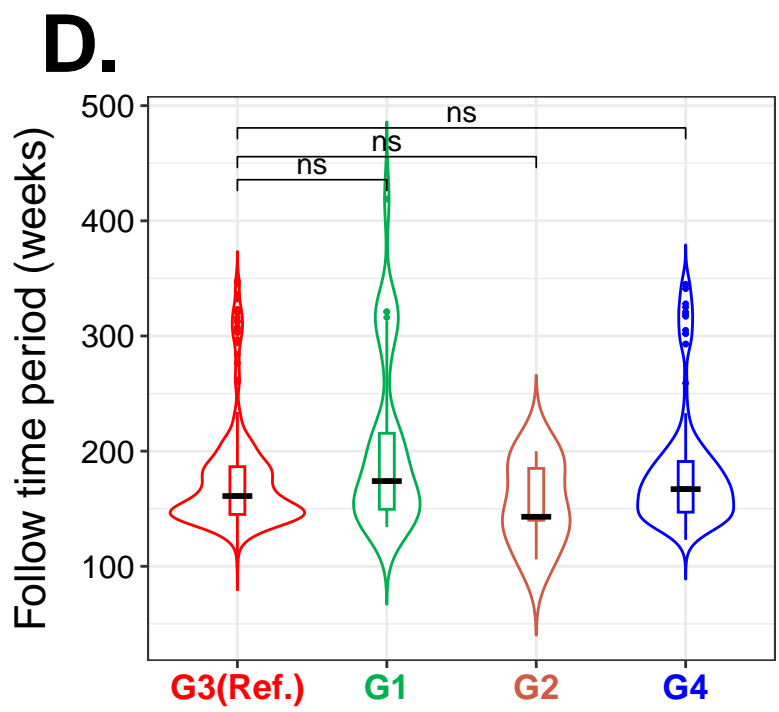 D.
Follow time period (weeks)
500
400
300
200
100
ns
ns
ns
G3(Ref.) G1 G2 G4